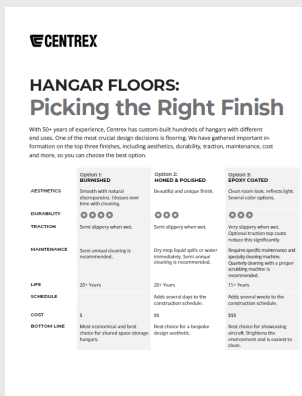 CENTREX
HANGAR FLOORS:
Picking the Right Finish
With 50+ years of experience, Centrex has custom-built hundreds of hangars with different
end uses. One of the most crucial design decisions is flooring. We have gathered important in-
formation on the top three finishes, including aesthetics, durability, traction, maintenance, cost
and more, so you can choose the best option.
Option 1:
BURNISHED
Option 2:
HONED & POLISHED
Option 3:
EPOXY COATED
AESTHETICS
Smooth with natural
discrepancies. Glosses over
time with cleaning.
Beautiful and unique finish.
Clean room look, reflects light.
Several color options.
DURABILITY
TRACTION
Semi-slippery when wet.
Semi slippery when wet.
Very slippery when wet.
Optional traction top coats
reduce this significantly.
MAINTENANCE
Semi-annual cleaning is
recommended.
Dry mop liquid spills or water
immediately. Semi-annual
cleaning is recommended.
Requires specific maintenance and
specialty cleaning machine.
Quarterly cleaning with a proper
scrubbing machine is
recommended.
LIFE
20+ Years
20+ Years
15+ Years
SCHEDULE
Adds several days to the
construction schedule.
Adds several weeks to the
construction schedule.
COST
$
$$
$$$
BOTTOM LINE
Most economical and best
choice for shared space storage
hangars.
Best choice for a bespoke
design aesthetic.
Best choice for showcasing
aircraft. Brightens the
environment and is easiest to
clean.